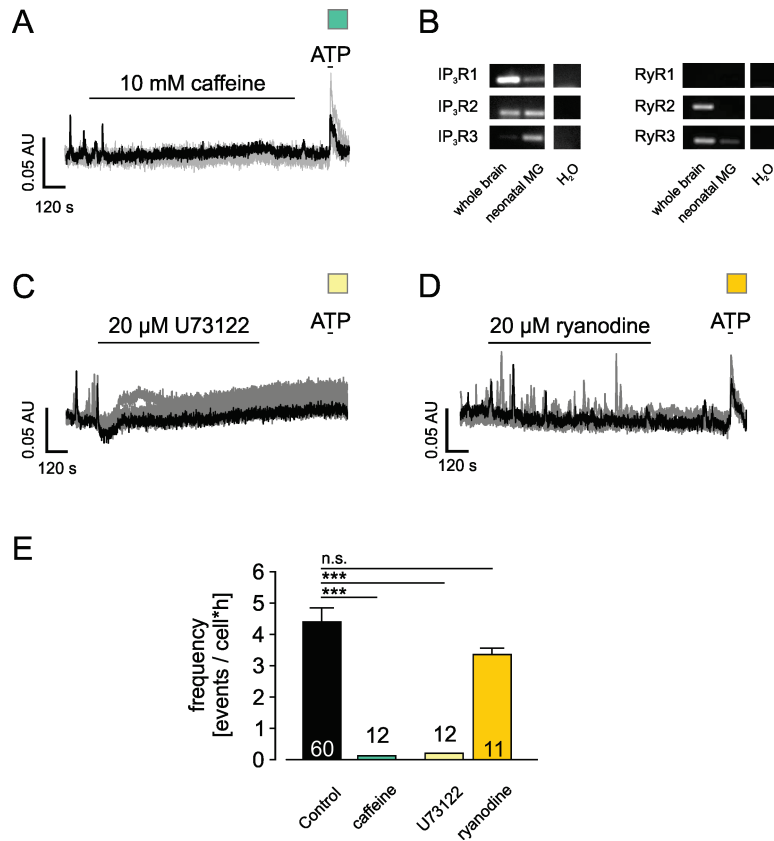 A
ATP
10 mM caffeine
0.05 AU
120 s
B
IP₃R1
IP₃R2
IP₃R3
whole brain
neonatal MG
H₂O
RyR1
RyR2
RyR3
whole brain
neonatal MG
H₂O
C
ATP
20 µM U73122
0.05 AU
120 s
D
ATP
20 µM ryanodine
0.05 AU
120 s
E
n.s.
***
***
frequency
[events / cell*h]
6
5
4
3
2
1
0
60
12
12
11
Control
caffeine
U73122
ryanodine